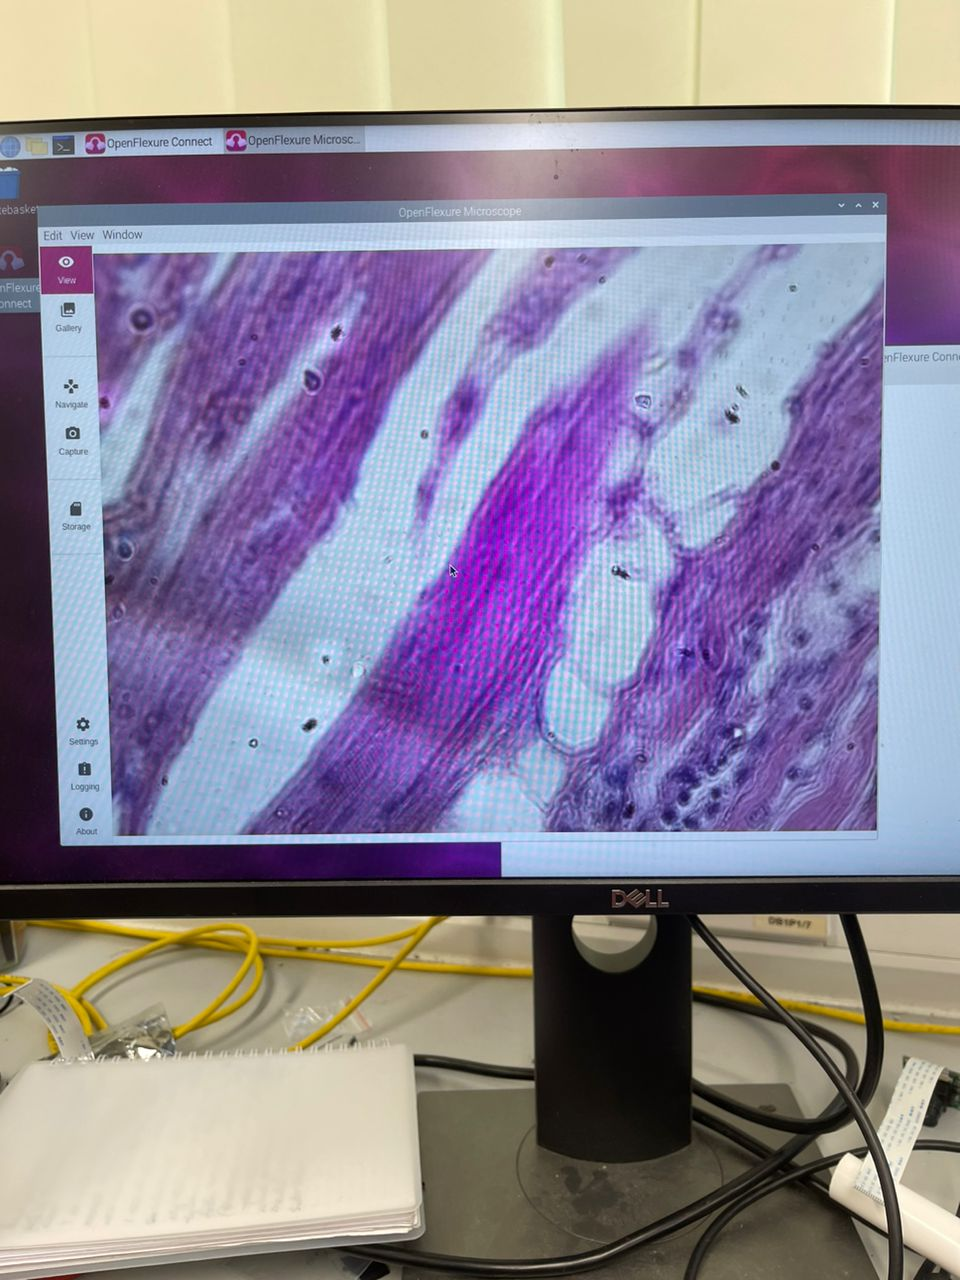 OpenFlexure Connect
OpenFlexure Microsc...
OpenFlexure Microscope
Edit View Window
View
Gallery
Navigate
Capture
Storage
Settings
Logging
About
DELL